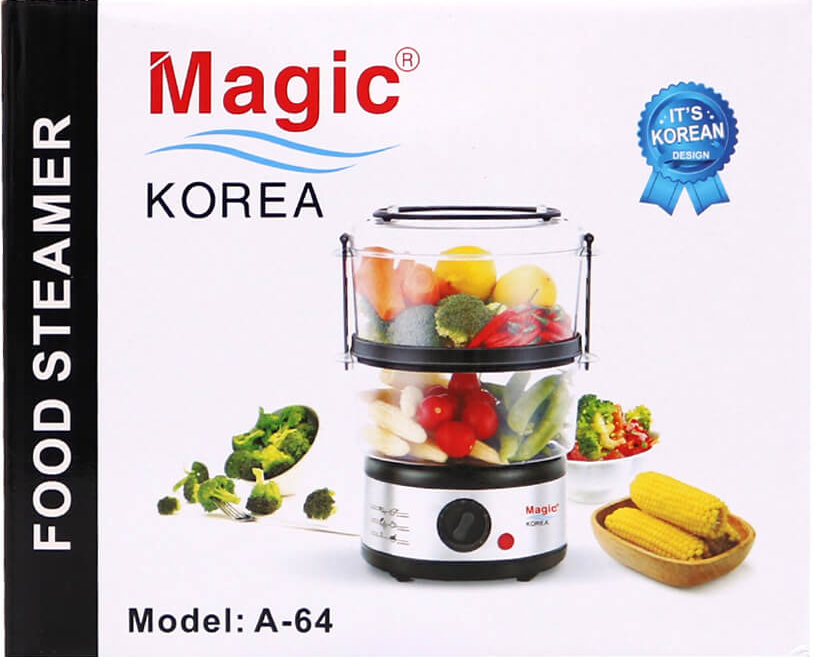 FOOD STEAMER
Magic®
KOREA
IT'S
KOREAN
DESIGN
Magic®
KOREA
Model: A-64